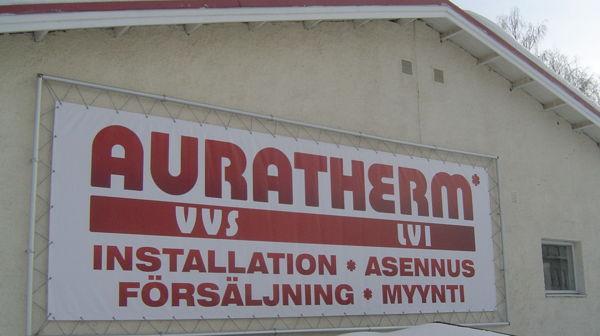 AURATHERM*
VVS LVI
INSTALLATION * ASENNUS
FÖRSÄLJNING * MYYNTI